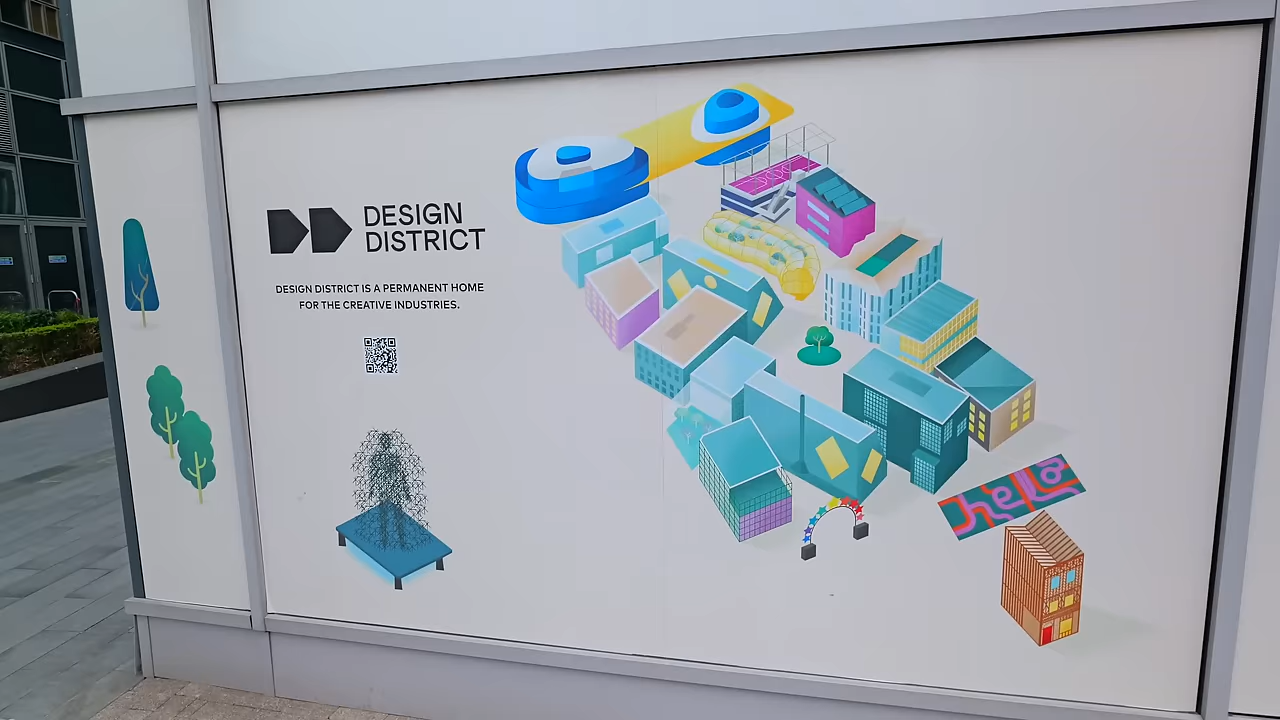 DESIGN
DISTRICT
DESIGN DISTRICT IS A PERMANENT HOME
FOR THE CREATIVE INDUSTRIES.
hello